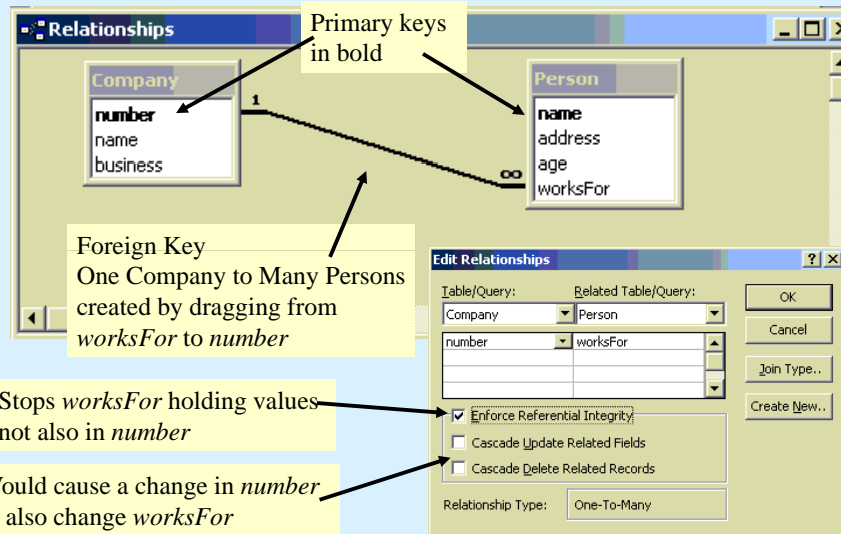 Relationships
Primary keys
in bold
Company
number
name
business
1
∞
Person
name
address
age
worksFor
Foreign Key
One Company to Many Persons
created by dragging from
worksFor to number
Edit Relationships
Table/Query:
Related Table/Query:
Company
Person
number
worksFor
OK
Cancel
Join Type..
Create New..
Enforce Referential Integrity
Cascade Update Related Fields
Cascade Delete Related Records
Relationship Type:
One-To-Many
Stops worksFor holding values
not also in number
ould cause a change in number
also change worksFor